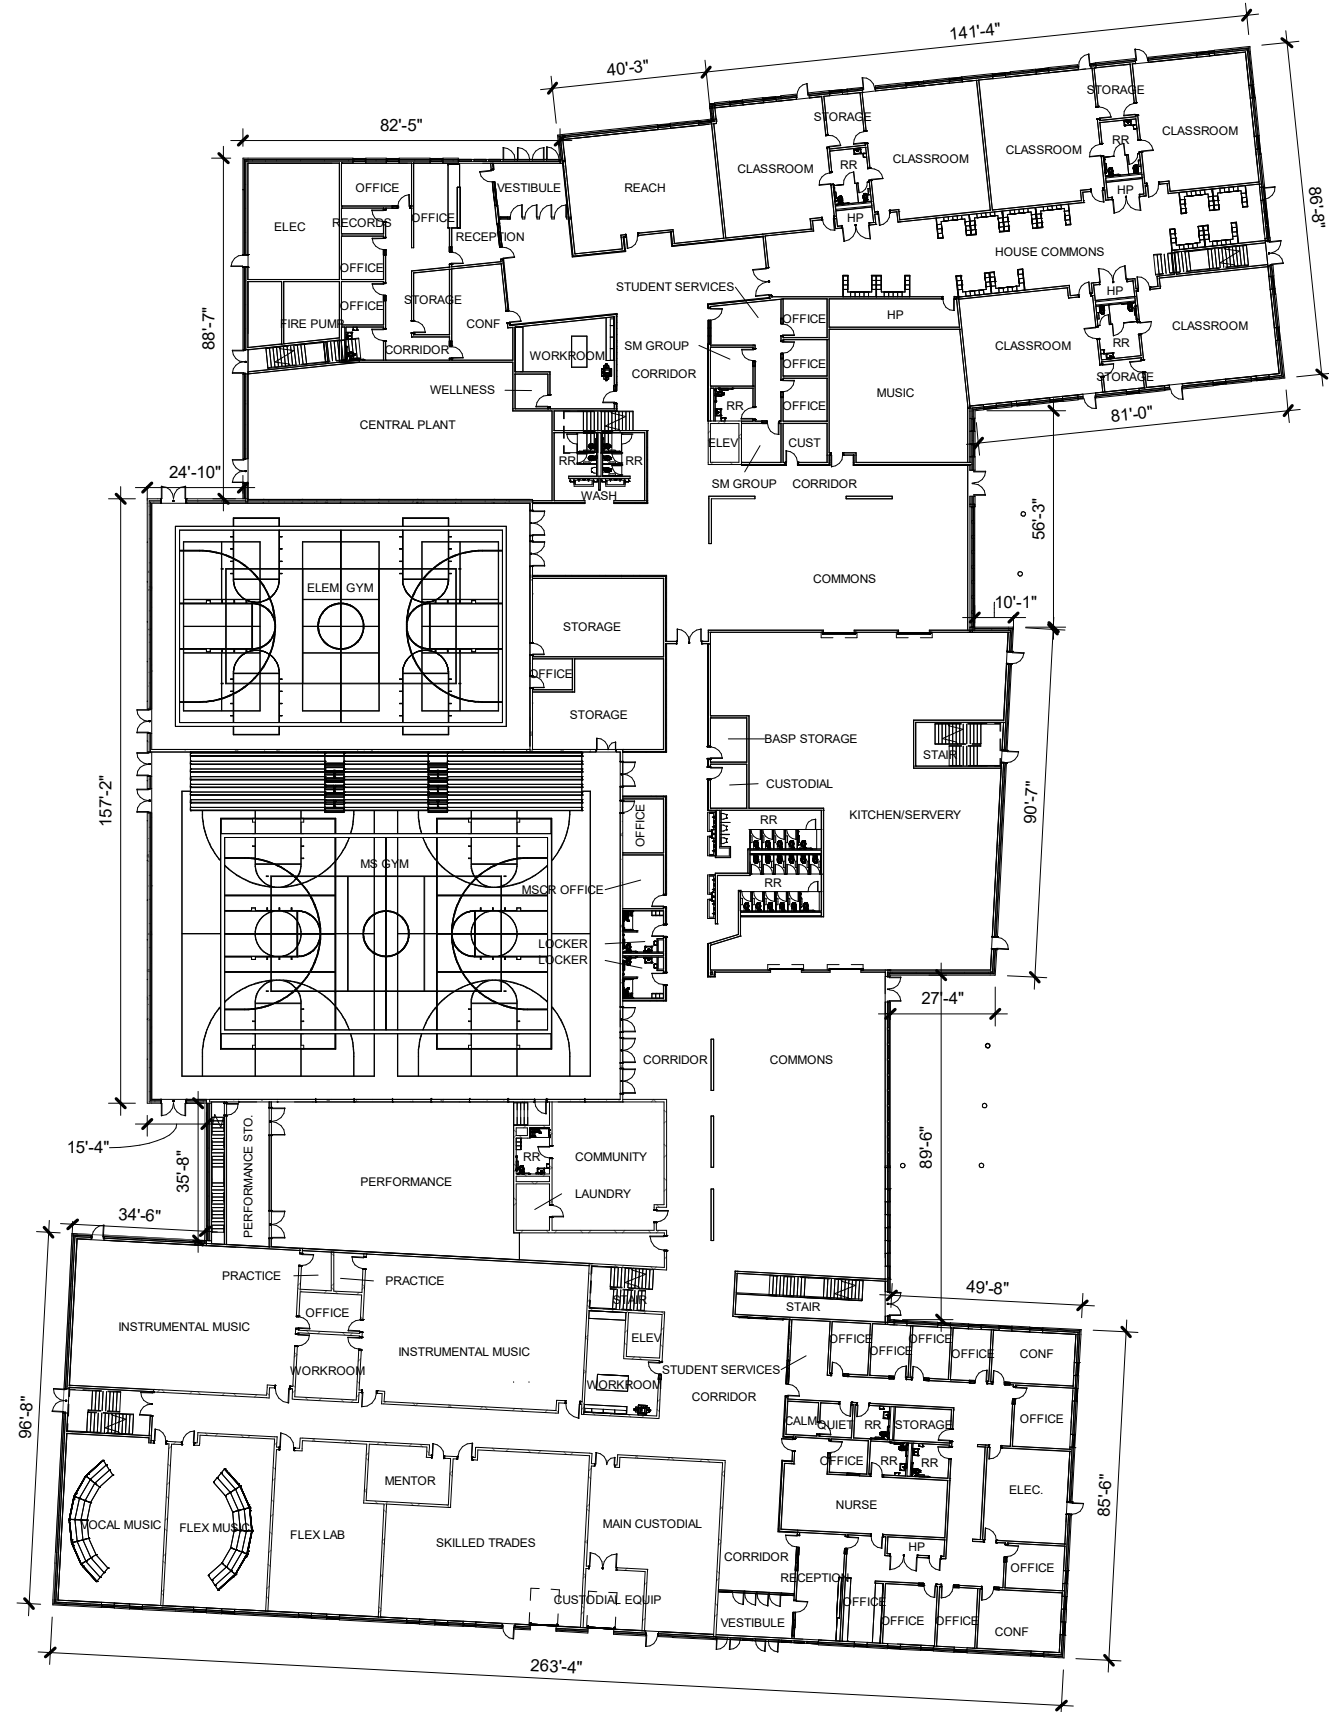 141'-4"
40'-3"
82'-5"
STORAGE
STORAGE
CLASSROOM
CLASSROOM
CLASSROOM
CLASSROOM
RR
RR
REACH
VESTIBULE
OFFICE
HP
HP
86'-8"
RECORDS
OFFICE
ELEC
RECEPTION
HOUSE COMMONS
OFFICE
STUDENT SERVICES
HP
STORAGE
OFFICE
88'-7"
FIRE PUMP
CONF
OFFICE
HP
CLASSROOM
SM GROUP
CLASSROOM
RR
CORRIDOR
WORKROOM
OFFICE
CORRIDOR
STORAGE
WELLNESS
MUSIC
RR
OFFICE
81'-0"
CENTRAL PLANT
ELEV
CUST
RR
RR
24'-10"
SM GROUP
CORRIDOR
WASH
56'-3"
COMMONS
ELEM. GYM
10'-1"
STORAGE
OFFICE
STORAGE
BASP STORAGE
STAIR
CUSTODIAL
157'-2"
90'-7"
KITCHEN/SERVERY
OFFICE
RR
MS GYM
RR
MSCR OFFICE
LOCKER
LOCKER
27'-4"
CORRIDOR
COMMONS
15'-4"
35'-8"
PERFORMANCE STO.
PERFORMANCE
RR
COMMUNITY
LAUNDRY
89'-6"
34'-6"
PRACTICE
PRACTICE
49'-8"
STAIR
STAIR
OFFICE
INSTRUMENTAL MUSIC
INSTRUMENTAL MUSIC
ELEV
OFFICE
OFFICE
OFFICE
OFFICE
CONF
WORKROOM
STUDENT SERVICES
WORKROOM
CORRIDOR
96'-8"
CALM
QUIET
RR
STORAGE
OFFICE
OFFICE
RR
RR
MENTOR
ELEC.
85'-6"
NURSE
VOCAL MUSIC
FLEX MUSIC
FLEX LAB
SKILLED TRADES
MAIN CUSTODIAL
HP
CORRIDOR
OFFICE
RECEPTION
CUSTODIAL EQUIP
OFFICE
VESTIBULE
OFFICE
OFFICE
CONF
263'-4"